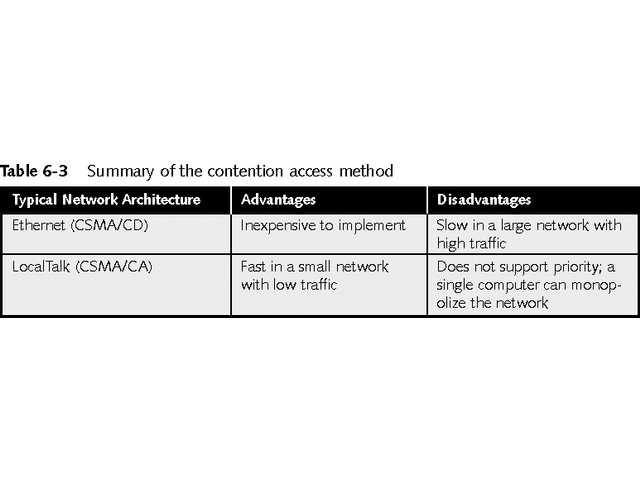 Table 6-3 Summary of the contention access method
Typical Network Architecture Advantages Disadvantages
Ethernet (CSMA/CD) Inexpensive to implement Slow in a large network with
high traffic
LocalTalk (CSMA/CA) Fast in a small network Does not support priority; a
with low traffic single computer can monop-
olize the network